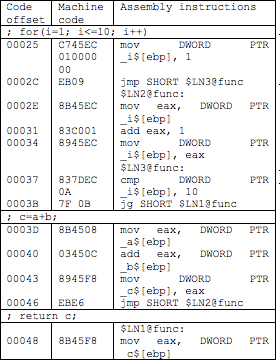 Code offset Machine code Assembly instructions
; for(i=1; i<=10; i++)
00025 C745EC mov DWORD PTR
010000 _i$[ebp], 1
00
0002C EB09 jmp SHORT $LN3@func
$LN2@func:
0002E 8B45EC mov eax, DWORD PTR
_i$[ebp]
00031 83C001 add eax, 1
00034 8945EC mov DWORD PTR
_i$[ebp], eax
$LN3@func:
00037 837DEC cmp DWORD PTR
0A _i$[ebp], 10
0003B 7F 0B jg SHORT $LN1@func
; c=a+b;
0003D 8B4508 mov eax, DWORD PTR
_a$[ebp]
00040 03450C add eax, DWORD PTR
_b$[ebp]
00043 8945F8 mov DWORD PTR
_c$[ebp], eax
00046 EBE6 jmp SHORT $LN2@func
; return c;
$LN1@func:
00048 8B45F8 mov eax, DWORD PTR
_c$[ebp]